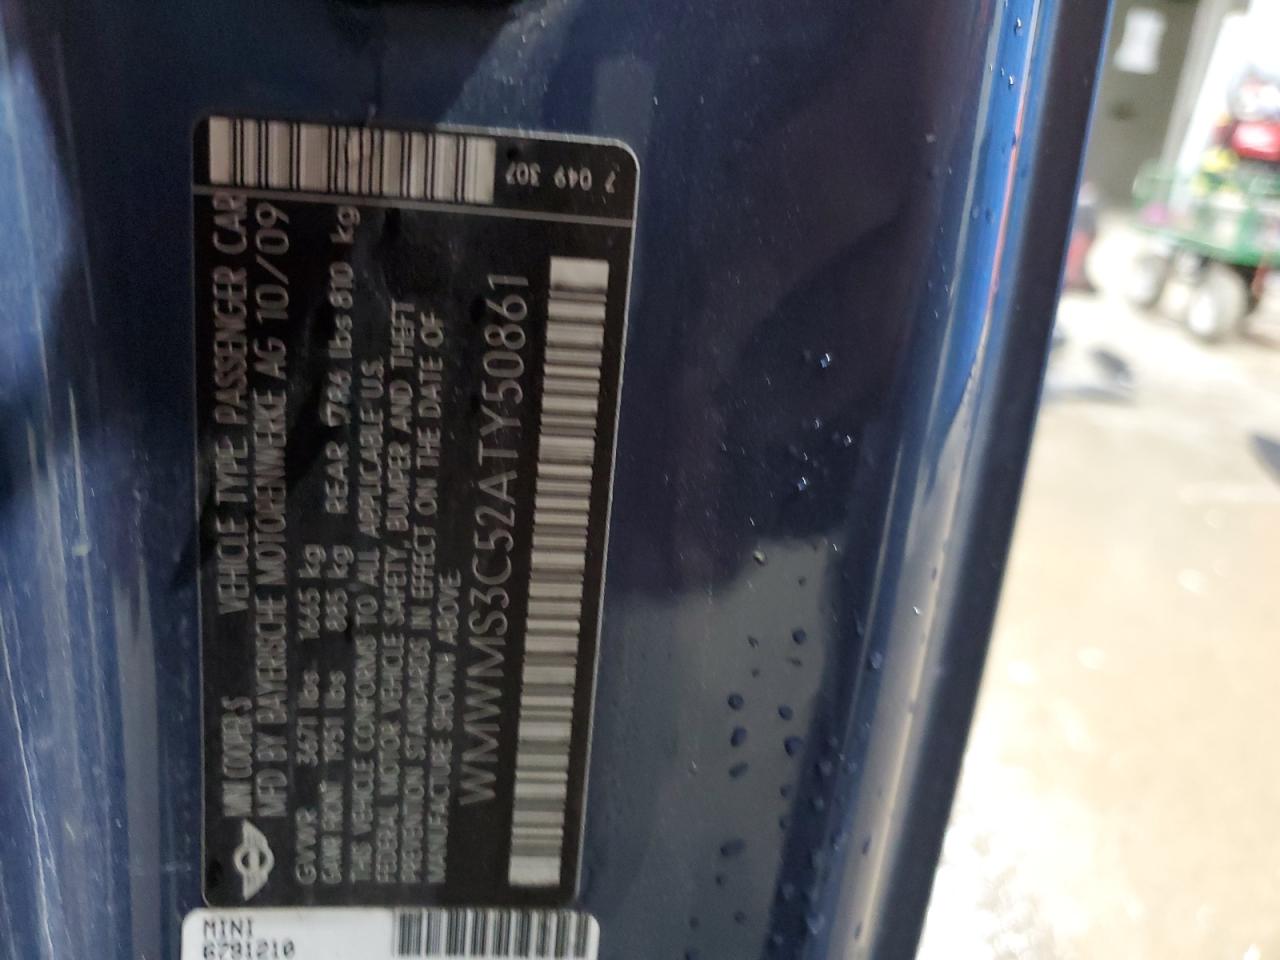 MINI COOPER S VEHICLE TYPE: PASSENGER CAR
MFD BY BAYERISCHE MOTORENWERKE AG 10/09
GVWR 3671 lbs 1665 kg
GAWR FRONT 1951 lbs 885 kg REAR 1786 lbs 810 kg
THIS VEHICLE CONFORMS TO ALL APPLICABLE U.S.
FEDERAL MOTOR VEHICLE SAFETY, BUMPER AND THEFT
PREVENTION STANDARDS IN EFFECT ON THE DATE OF
MANUFACTURE SHOWN ABOVE:
WMWMS3C52ATY50861
7 049 307
MINI
6791210